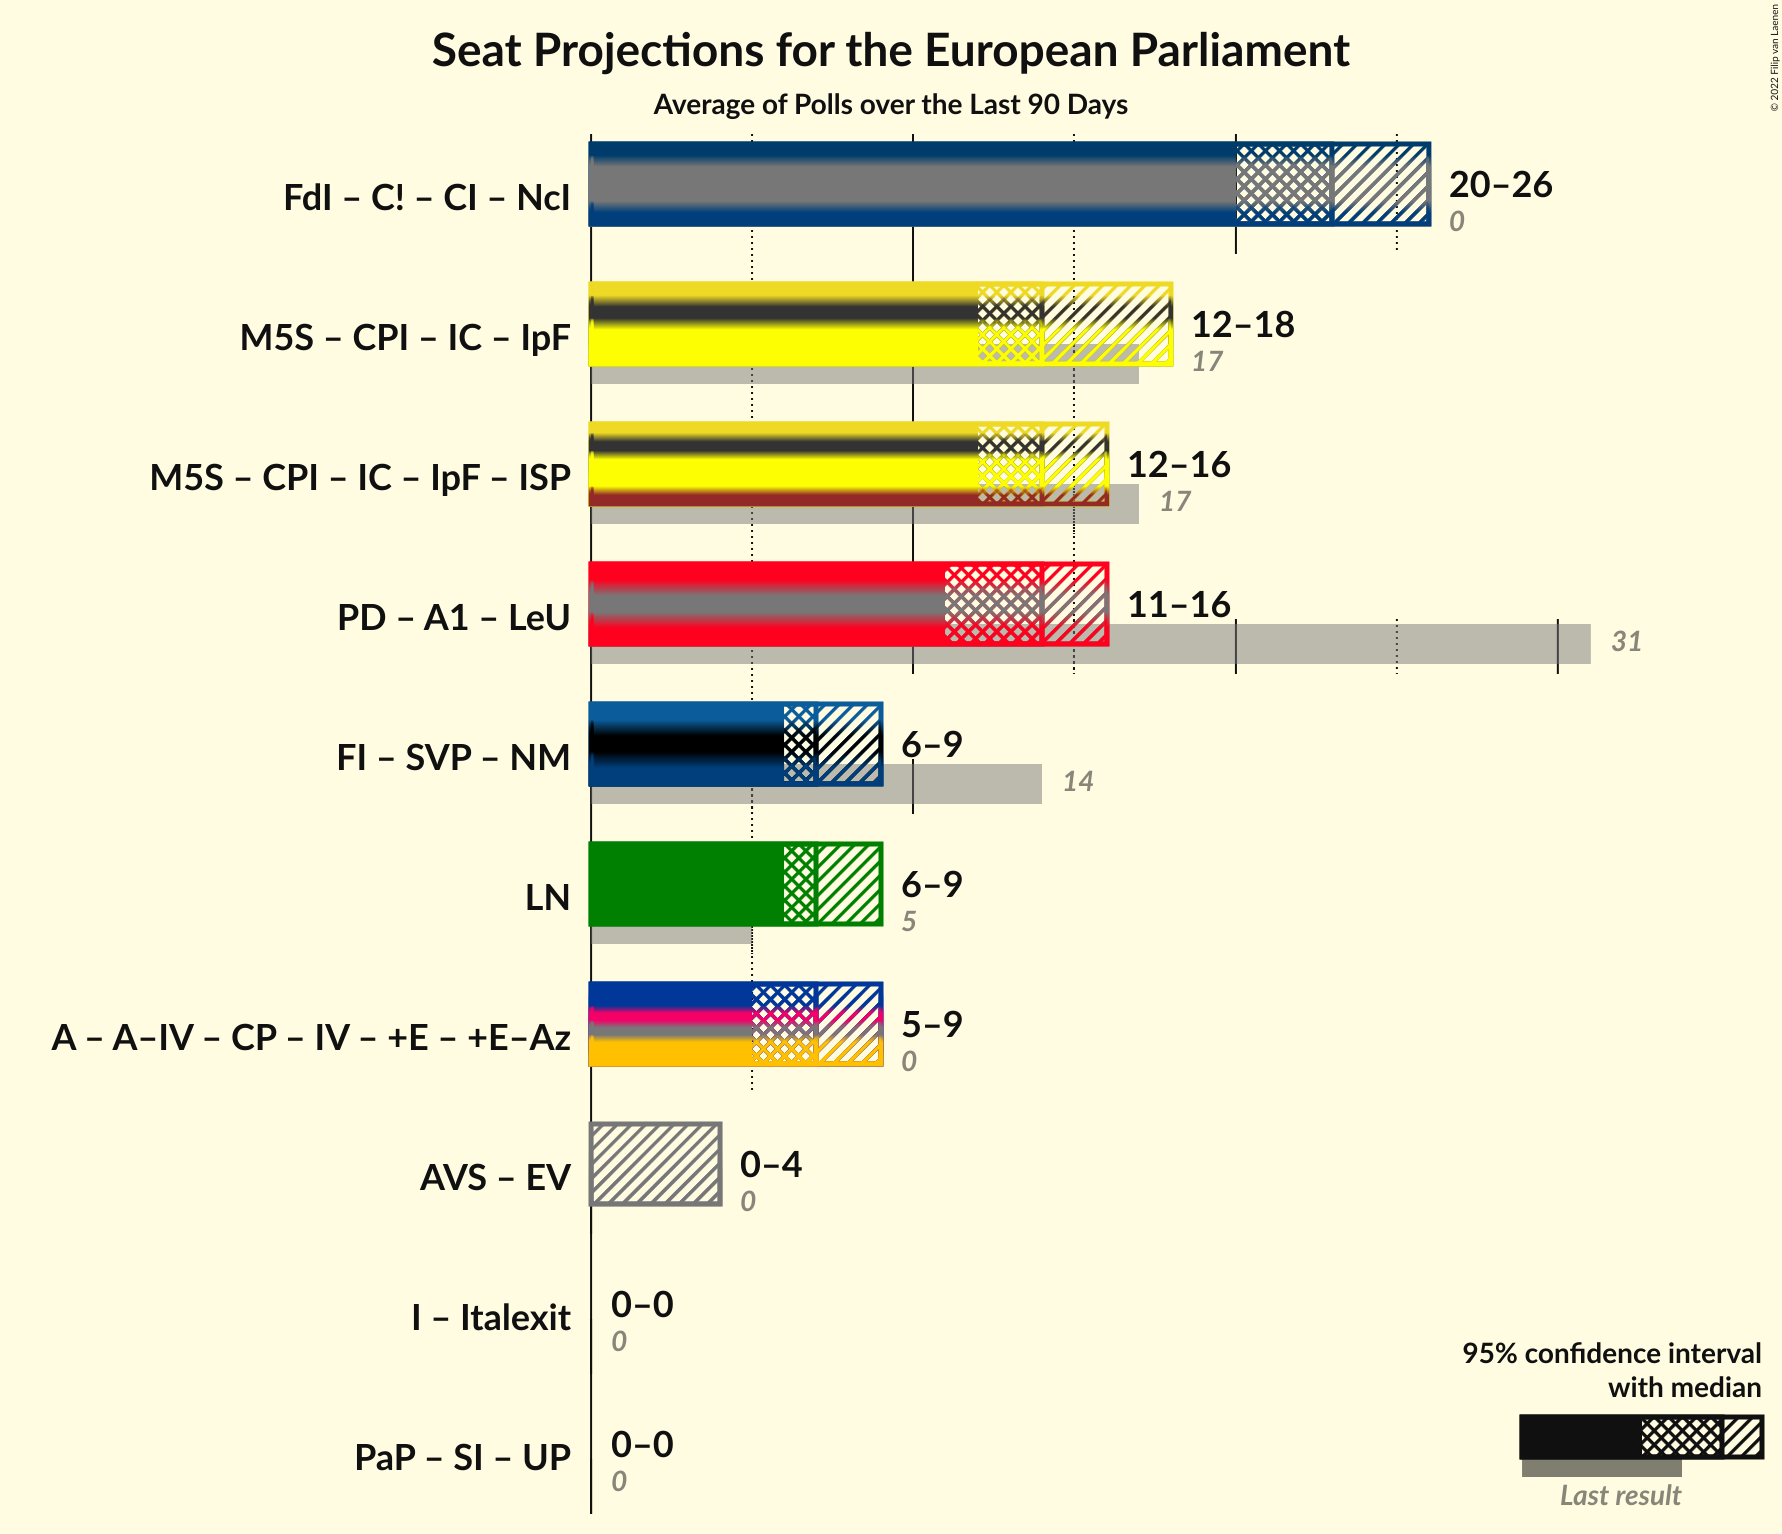 Seat Projections for the European Parliament
Average of Polls over the Last 90 Days
© 2022 Filip van Laenen
FdI – C! – CI – NcI
20–26
0
M5S – CPI – IC – IpF
12–18
17
M5S – CPI – IC – IpF – ISP
12–16
17
PD – A1 – LeU
11–16
31
FI – SVP – NM
6–9
14
LN
6–9
5
A – A–IV – CP – IV – +E – +E–Az
5–9
0
AVS – EV
0–4
0
I – Italexit
0–0
0
PaP – SI – UP
0–0
0
95% confidence interval
with median
Last result